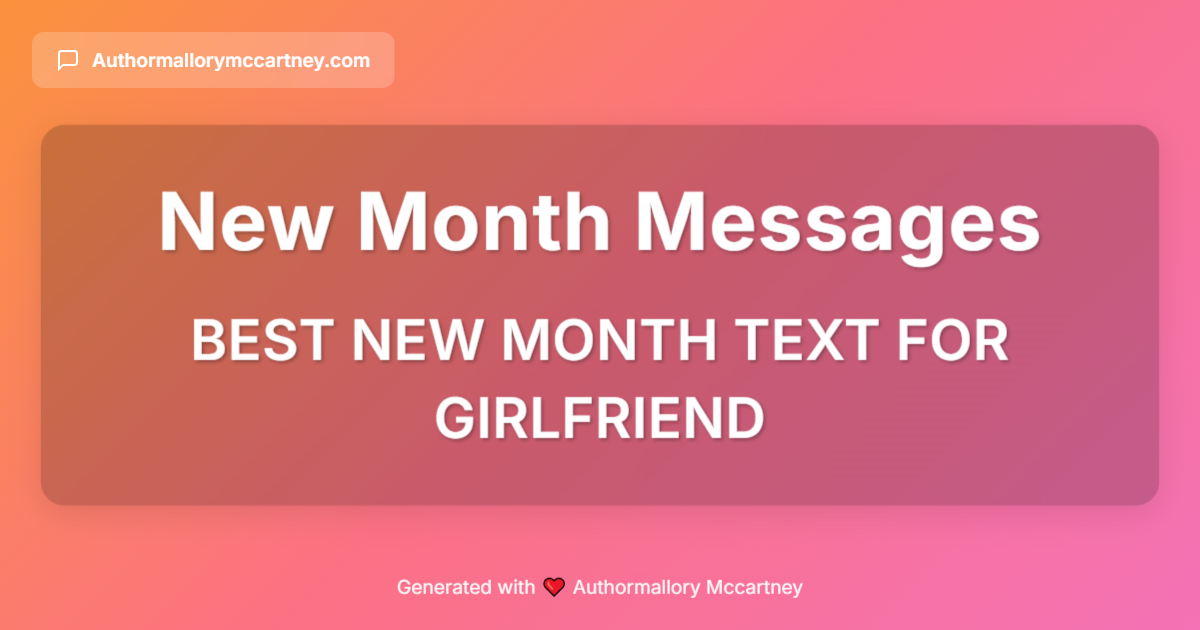 Authormallorymccartney.com
New Month Messages
BEST NEW MONTH TEXT FOR
GIRLFRIEND
Generated with ❤️ Authormallory Mccartney